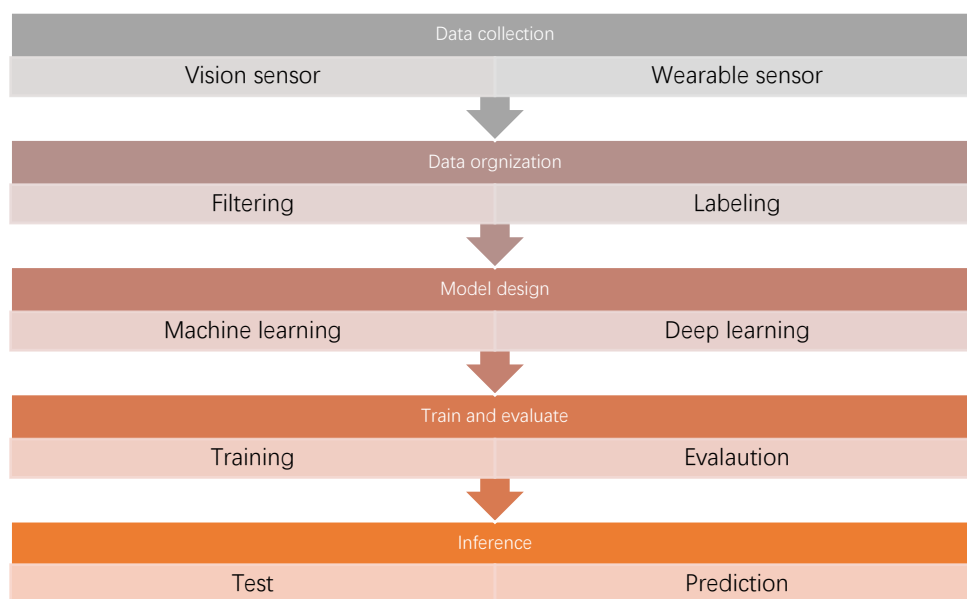 Data collection
Vision sensor
Wearable sensor
Data orgnization
Filtering
Labeling
Model design
Machine learning
Deep learning
Train and evaluate
Training
Evalaution
Inference
Test
Prediction